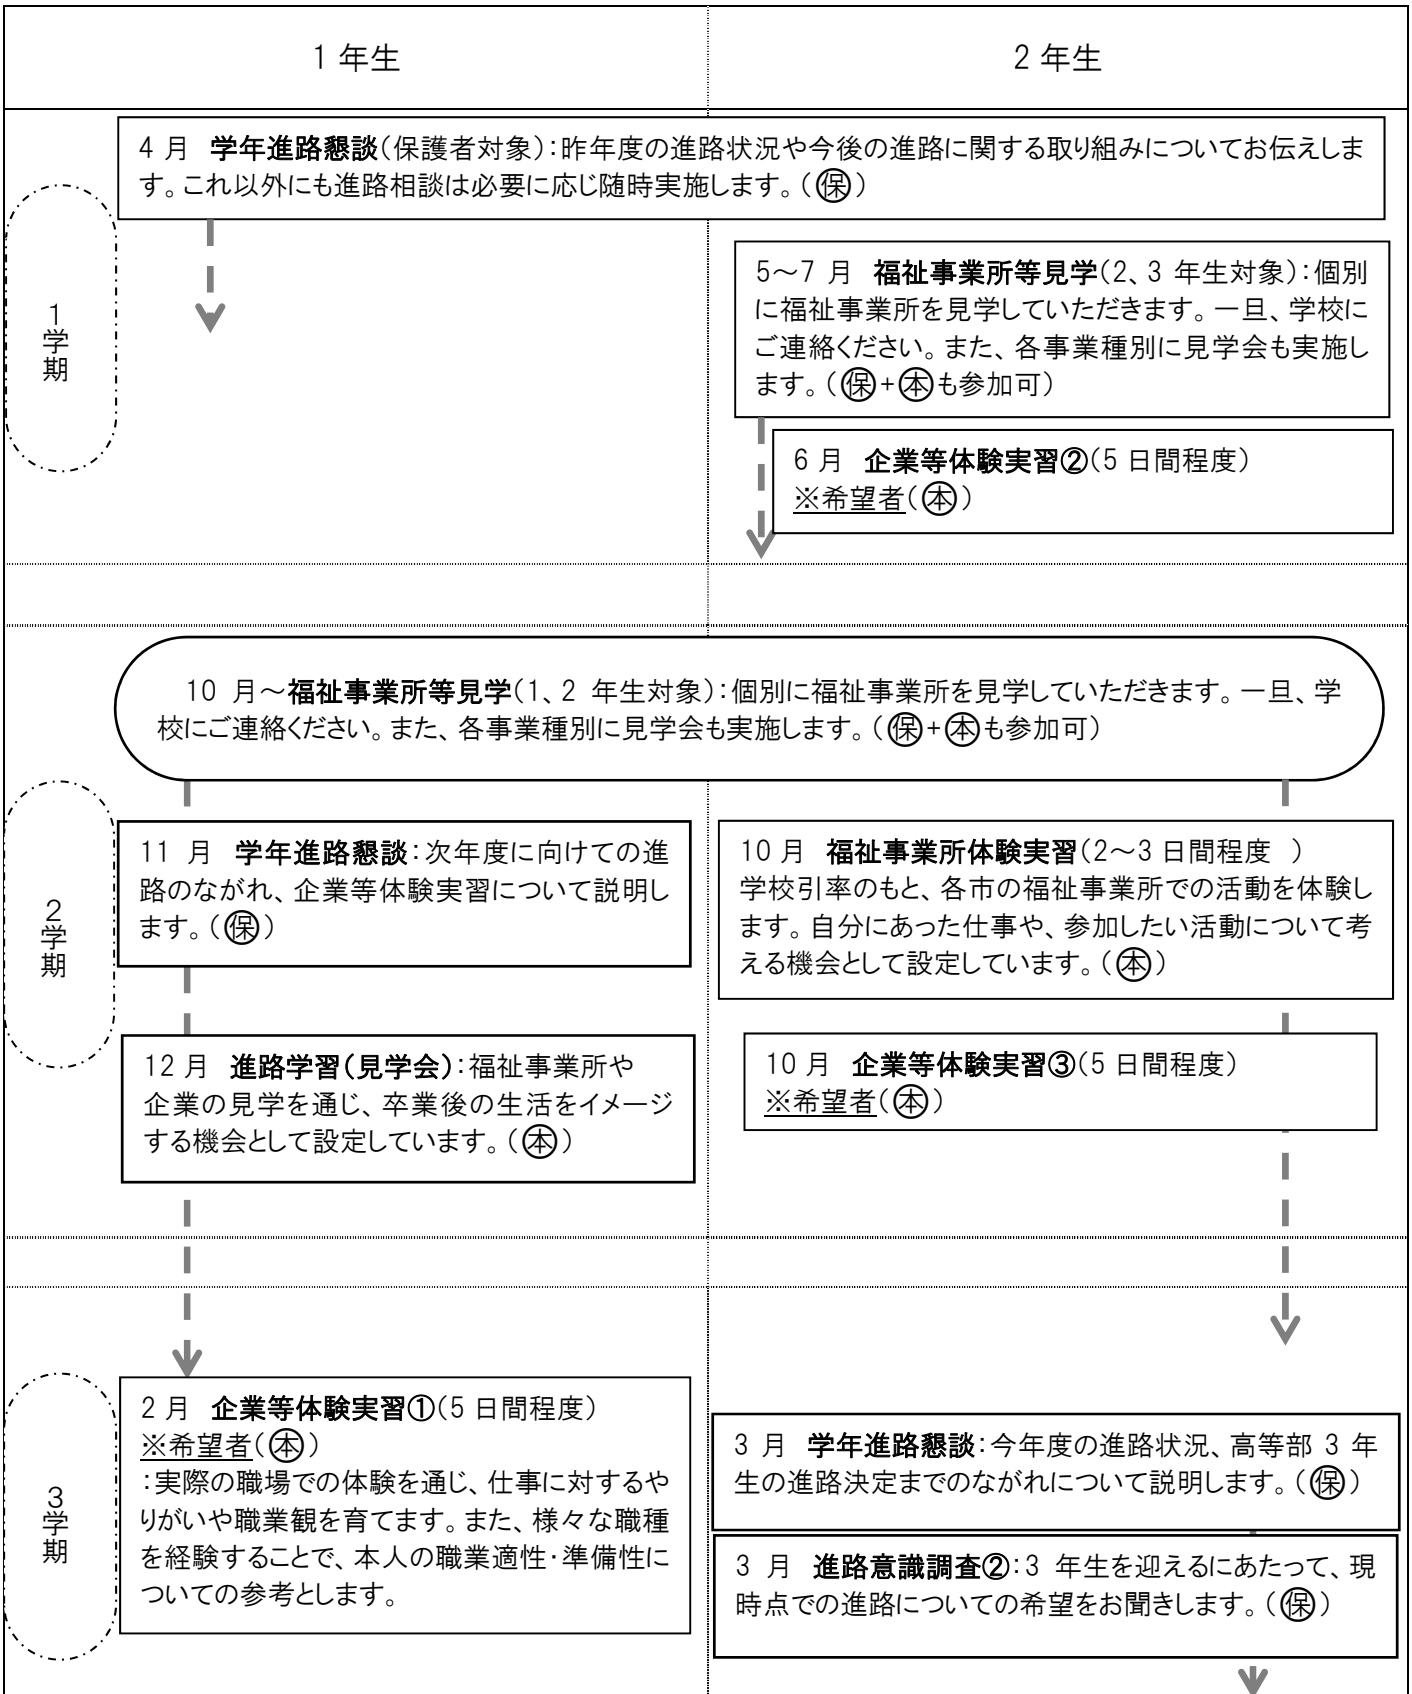 1 年生
2 年生
1学期
4 月　学年進路懇談（保護者対象）：昨年度の進路状況や今後の進路に関する取り組みについてお伝えしま
す。これ以外にも進路相談は必要に応じ随時実施します。（㊩）
5～7 月　福祉事業所等見学（2、3 年生対象）：個別
に福祉事業所を見学していただきます。一旦、学校に
ご連絡ください。また、各事業種別に見学会も実施し
ます。（保+本も参加可）
6 月　企業等体験実習②（5 日間程度）
※希望者（本）
2学期
10 月～福祉事業所等見学（1、2 年生対象）：個別に福祉事業所を見学していただきます。一旦、学
校にご連絡ください。また、各事業種別に見学会も実施します。（保+本も参加可）
11 月　学年進路懇談：次年度に向けての進
路のながれ、企業等体験実習について説明し
ます。（保）
12 月　進路学習（見学会）：福祉事業所や
企業の見学を通じ、卒業後の生活をイメージ
する機会として設定しています。（本）
10 月　福祉事業所体験実習（2～3 日間程度　）
学校引率のもと、各市の福祉事業所での活動を体験し
ます。自分にあった仕事や、参加したい活動について考
える機会として設定しています。（本）
10 月　企業等体験実習③（5 日間程度）
※希望者（本）
3学期
2 月　企業等体験実習①（5 日間程度）
※希望者（本）
：実際の職場での体験を通じ、仕事に対するや
りがいや職業観を育てます。また、様々な職種
を経験することで、本人の職業適性・準備性に
ついての参考とします。
3 月　学年進路懇談：今年度の進路状況、高等部 3 年
生の進路決定までのながれについて説明します。（保）
3 月　進路意識調査②：3 年生を迎えるにあたって、現
時点での進路についての希望をお聞きします。（保）